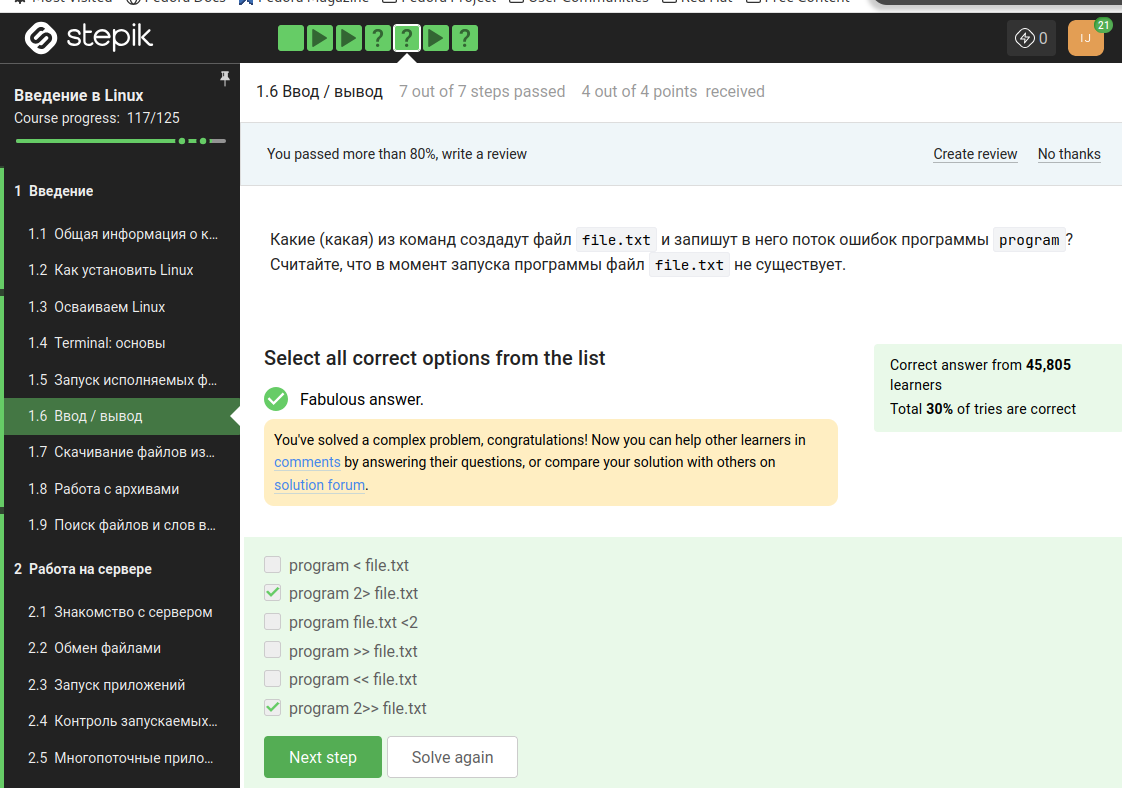 Most Visited Fedora Docs Fedora Magazine Fedora Project User Communities Red Hat Free Content
stepik
? ? ?
0
IJ
21
Введение в Linux
Course progress: 117/125
1 Введение
1.1 Общая информация о к...
1.2 Как установить Linux
1.3 Осваиваем Linux
1.4 Terminal: основы
1.5 Запуск исполняемых ф...
1.6 Ввод / вывод
1.7 Скачивание файлов из...
1.8 Работа с архивами
1.9 Поиск файлов и слов в...
2 Работа на сервере
2.1 Знакомство с сервером
2.2 Обмен файлами
2.3 Запуск приложений
2.4 Контроль запускаемых...
2.5 Многопоточные прило...
1.6 Ввод / вывод 7 out of 7 steps passed 4 out of 4 points received
You passed more than 80%, write a review
Create review No thanks
Какие (какая) из команд создадут файл file.txt и запишут в него поток ошибок программы program ?
Считайте, что в момент запуска программы файл file.txt не существует.
Select all correct options from the list
Fabulous answer.
You've solved a complex problem, congratulations! Now you can help other learners in
comments by answering their questions, or compare your solution with others on
solution forum.
Correct answer from 45,805
learners
Total 30% of tries are correct
program < file.txt
program 2> file.txt
program file.txt <2
program >> file.txt
program << file.txt
program 2>> file.txt
Next step
Solve again